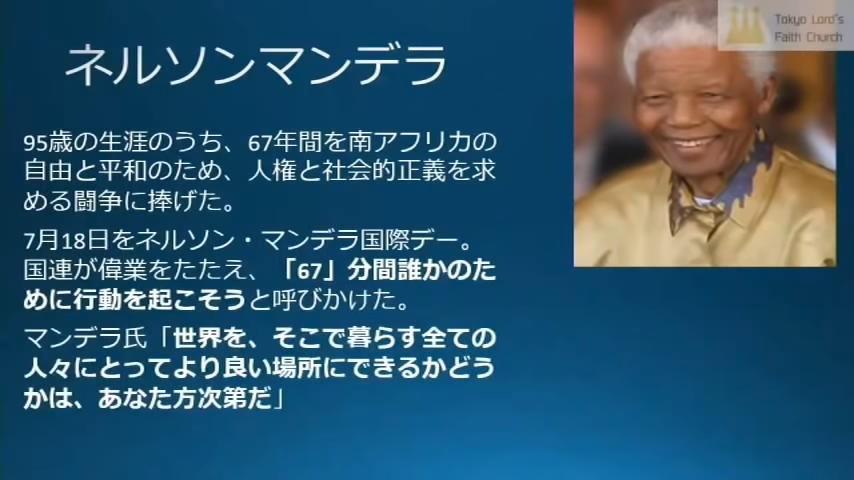 Tokyo Lord's
Faith Church
ネルソンマンデラ
95歳の生涯のうち、67年間を南アフリカの
自由と平和のため、人権と社会的正義を求
める闘争に捧げた。
7月18日をネルソン・マンデラ国際デー。
国連が偉業をたたえ、「67」分間誰かのた
めに行動を起こそうと呼びかけた。
マンデラ氏「世界を、そこで暮らす全ての
人々にとってより良い場所にできるかどう
かは、あなた方次第だ」